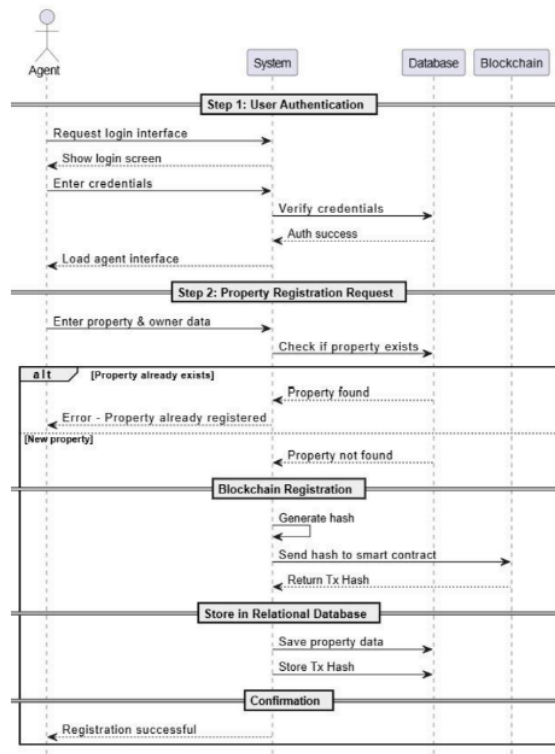 Agent
System
Database
Blockchain
Step 1: User Authentication
Request login interface
Show login screen
Enter credentials
Verify credentials
Auth success
Load agent interface
Step 2: Property Registration Request
Enter property & owner data
Check if property exists
alt [Property already exists]
Property found
Error - Property already registered
[New property]
Property not found
Blockchain Registration
Generate hash
Send hash to smart contract
Return Tx Hash
Store in Relational Database
Save property data
Store Tx Hash
Confirmation
Registration successful